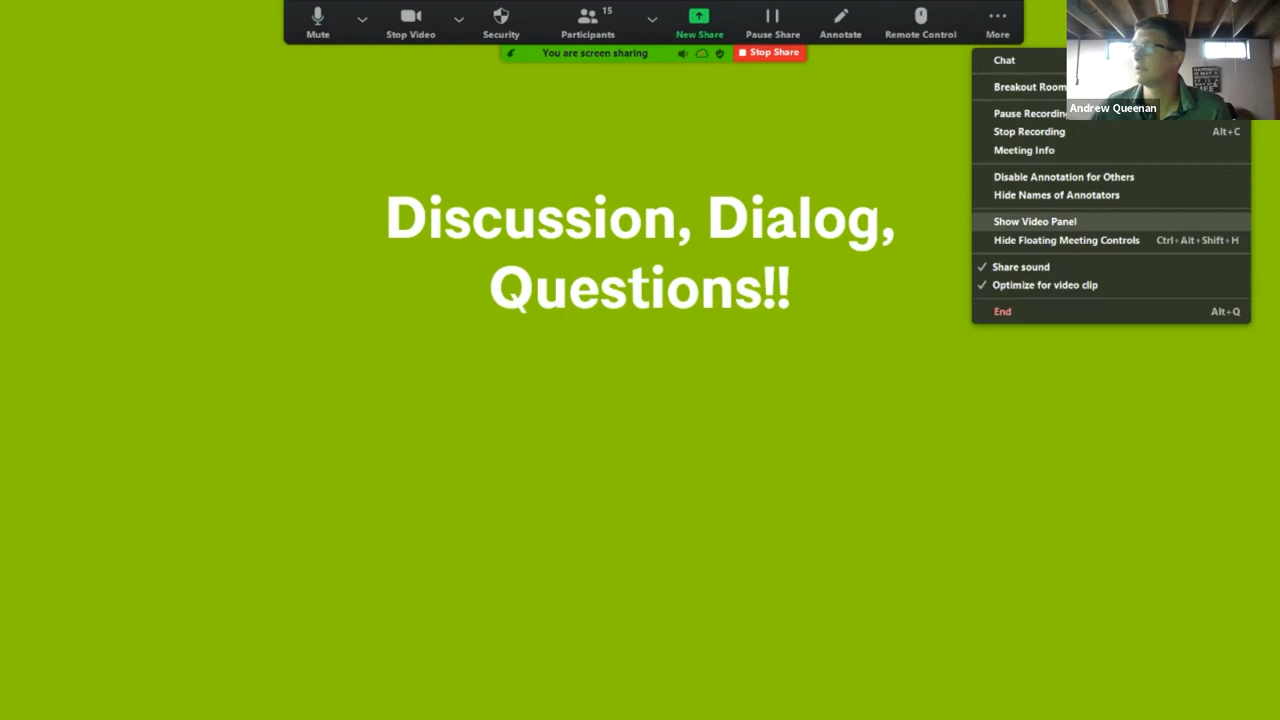 15
Mute
Stop Video
Security
Participants
New Share
Pause Share
Annotate
Remote Control
More
You are screen sharing
Stop Share
Chat
Breakout Room
Andrew Queenan
Pause Recording
Stop Recording Alt+C
Meeting Info
Disable Annotation for Others
Hide Names of Annotators
Show Video Panel
Hide Floating Meeting Controls Ctrl+Alt+Shift+H
Share sound
Optimize for video clip
End Alt+Q
Discussion, Dialog,
Questions!!